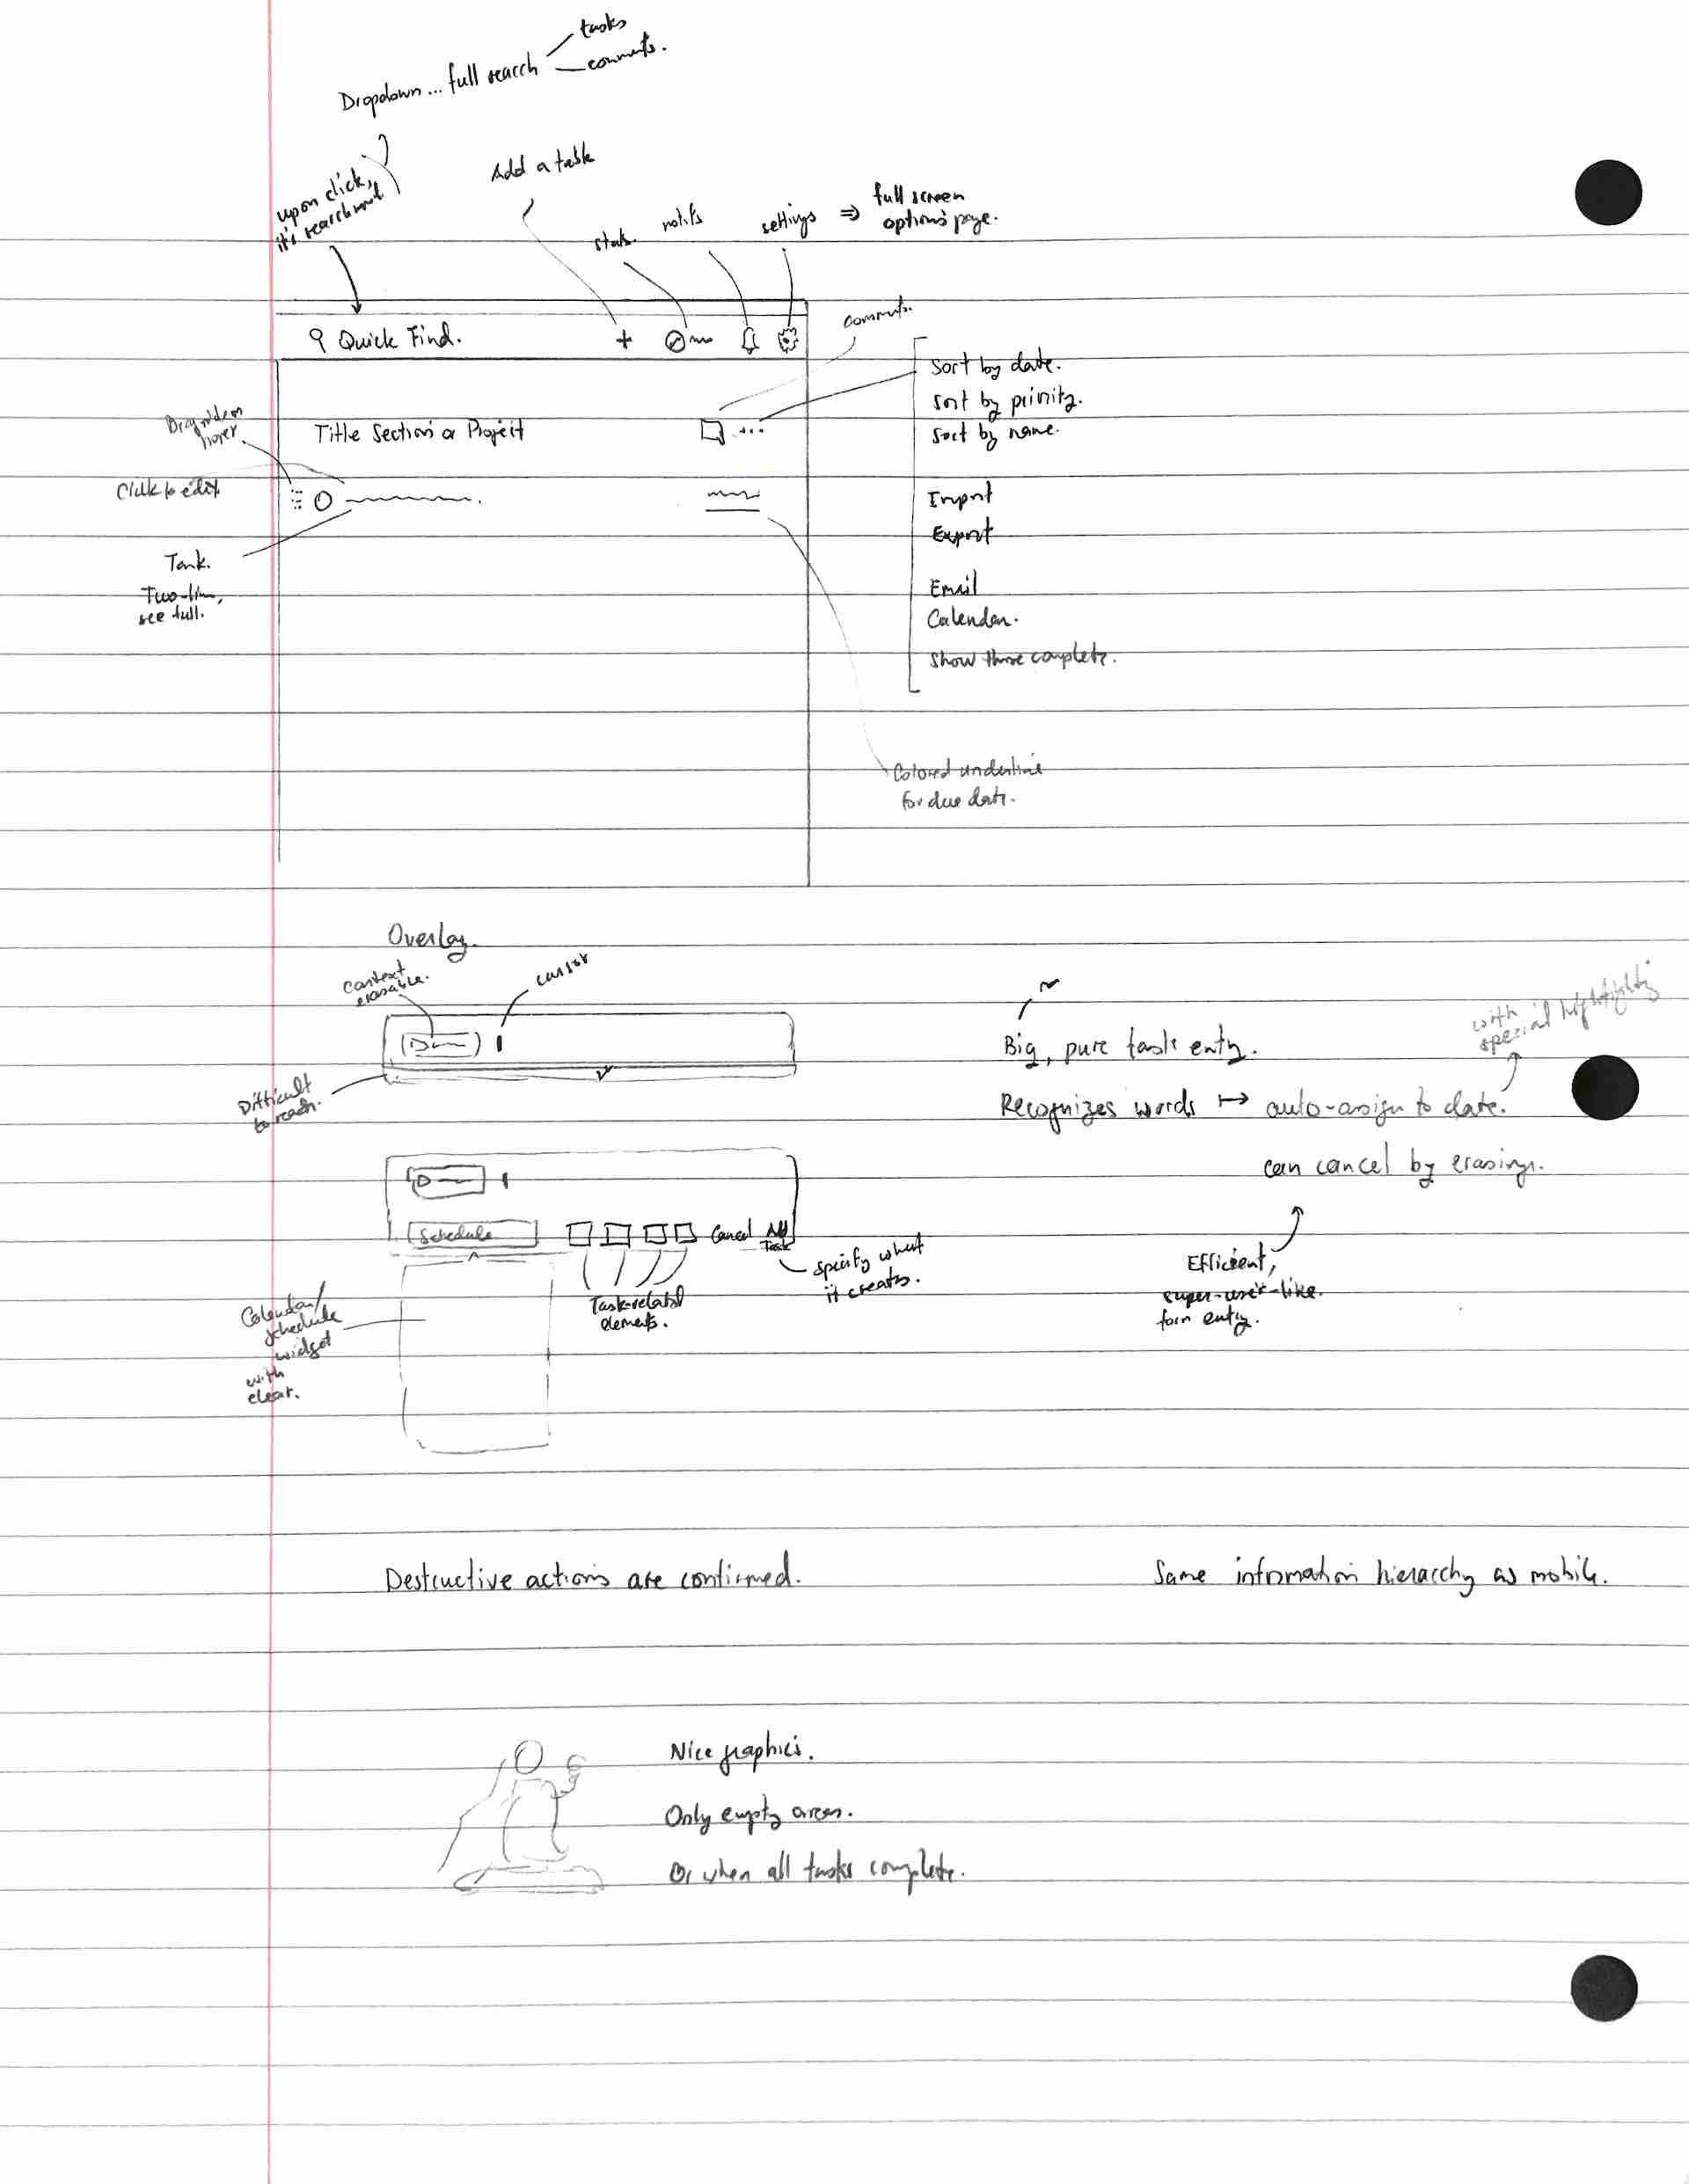 tasks
Dropdown... full search
comments.
upon click,
it's search
Add a task
stats.
notifs
settings ⇒ full screen
options page.
Quick Find.
+
comments.
Sort by date.
Sort by priority.
Sort by name.
Import
Export
Email
Calendar.
Show those complete.
on
hover
Title Section or Project
...
Click to edit
Task.
Two-line,
see full.
Colored underline
for due date.
Overlay.
context
erasable.
cursor
Difficult
to reach.
Big, pure task entry.
Recognizes words ↦ auto-assign to date.
with
special highlighting
can cancel by erasing.
Efficient,
super-user-like
form entry.
Schedule
Cancel
Add
Task
specify what
it creates.
Task-related
elements.
Calendar/
schedule
widget
with
clear.
Destructive actions are confirmed.
Same information hierarchy as mobile.
Nice graphics.
Only empty areas.
Or when all tasks complete.